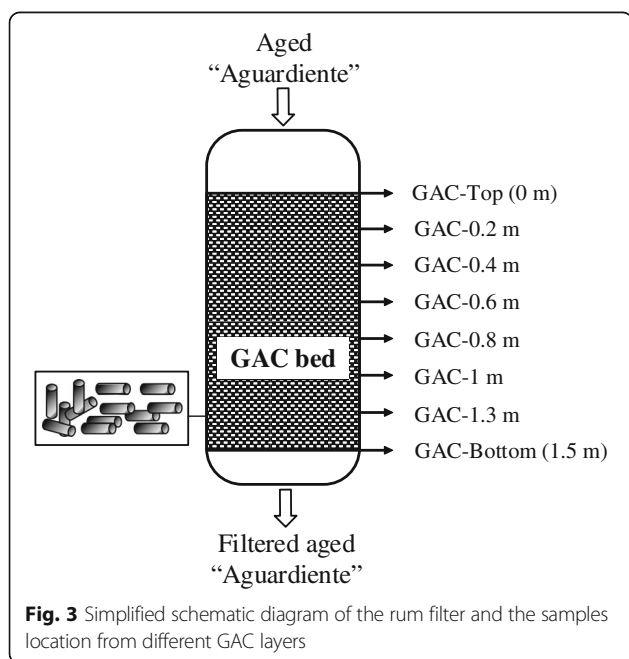 Aged
“Aguardiente”
GAC-Top (0 m)
GAC-0.2 m
GAC-0.4 m
GAC-0.6 m
GAC-0.8 m
GAC bed
GAC-1 m
GAC-1.3 m
GAC-Bottom (1.5 m)
Filtered aged
“Aguardiente”
Fig. 3 Simplified schematic diagram of the rum filter and the samples
location from different GAC layers